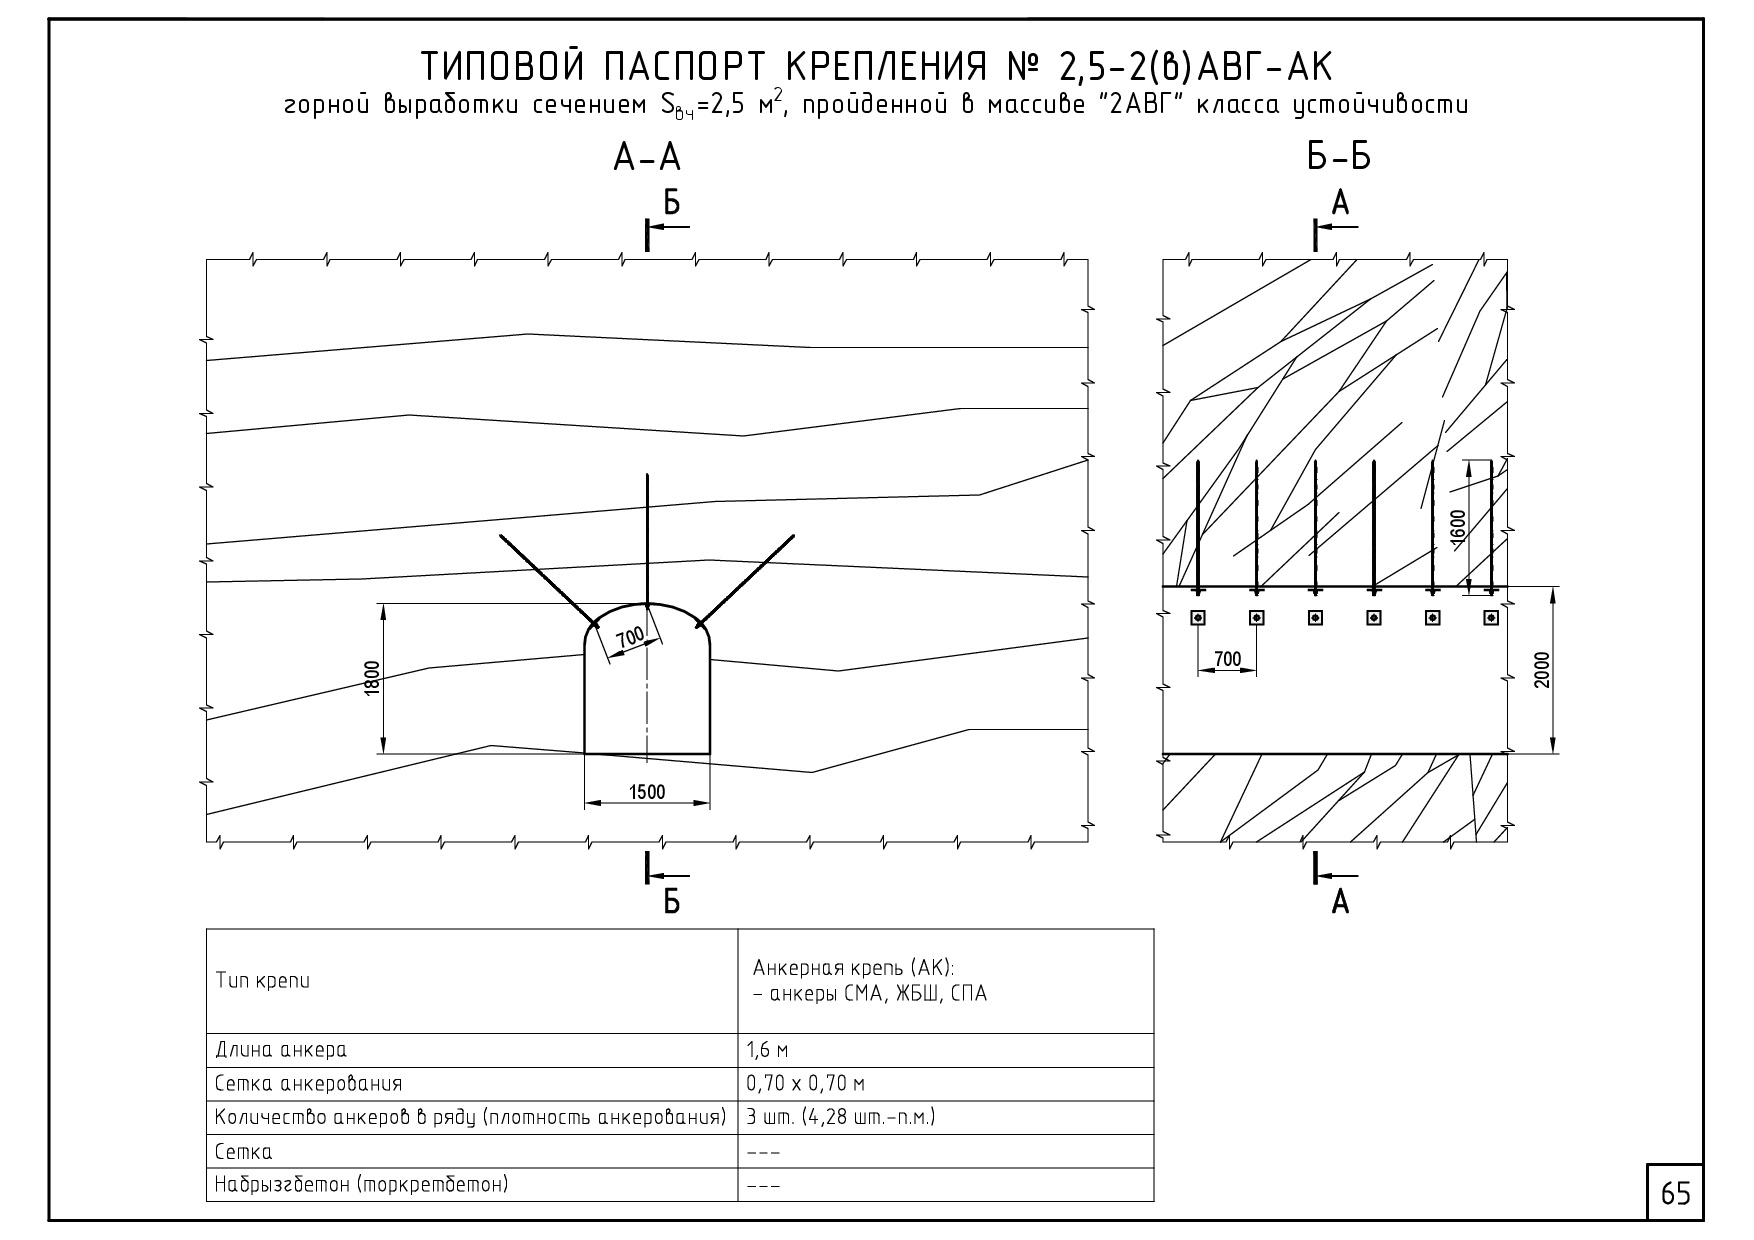 ТИПОВОЙ ПАСПОРТ КРЕПЛЕНИЯ № 2,5-2(в)АВГ-АК
горной выработки сечением Sвч=2,5 м², пройденной в массиве "2АВГ" класса устойчивости
А-А
Б-Б
Б
А
1600
700
1800
700
2000
1500
Б
А
Тип крепи
Анкерная крепь (АК):
- анкеры СМА, ЖБШ, СПА
Длина анкера
1,6 м
Сетка анкерования
0,70 х 0,70 м
Количество анкеров в ряду (плотность анкерования)
3 шт. (4,28 шт.-п.м.)
Сетка
---
Набрызгбетон (торкретбетон)
---
65